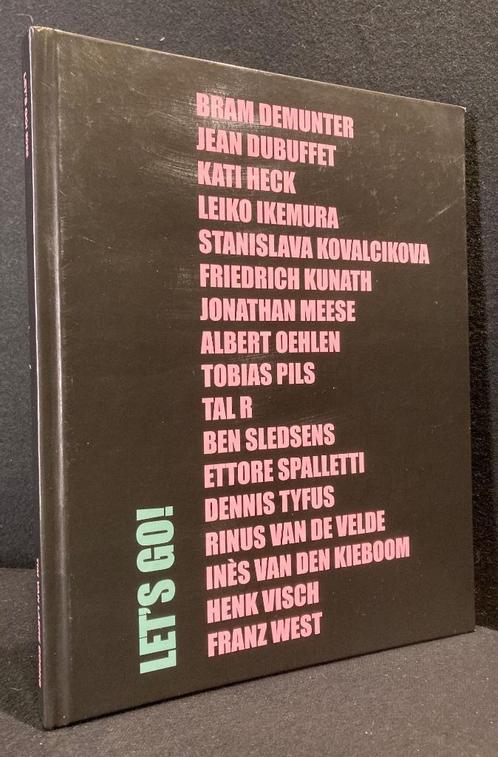 BRAM DEMUNTER
JEAN DUBUFFET
KATI HECK
LEIKO IKEMURA
STANISLAVA KOVALCIKOVA
FRIEDRICH KUNATH
JONATHAN MEESE
ALBERT OEHLEN
TOBIAS PILS
TAL R
BEN SLEDSENS
ETTORE SPALLETTI
DENNIS TYFUS
RINUS VAN DE VELDE
INÈS VAN DEN KIEBOOM
HENK VISCH
FRANZ WEST
LET'S GO!